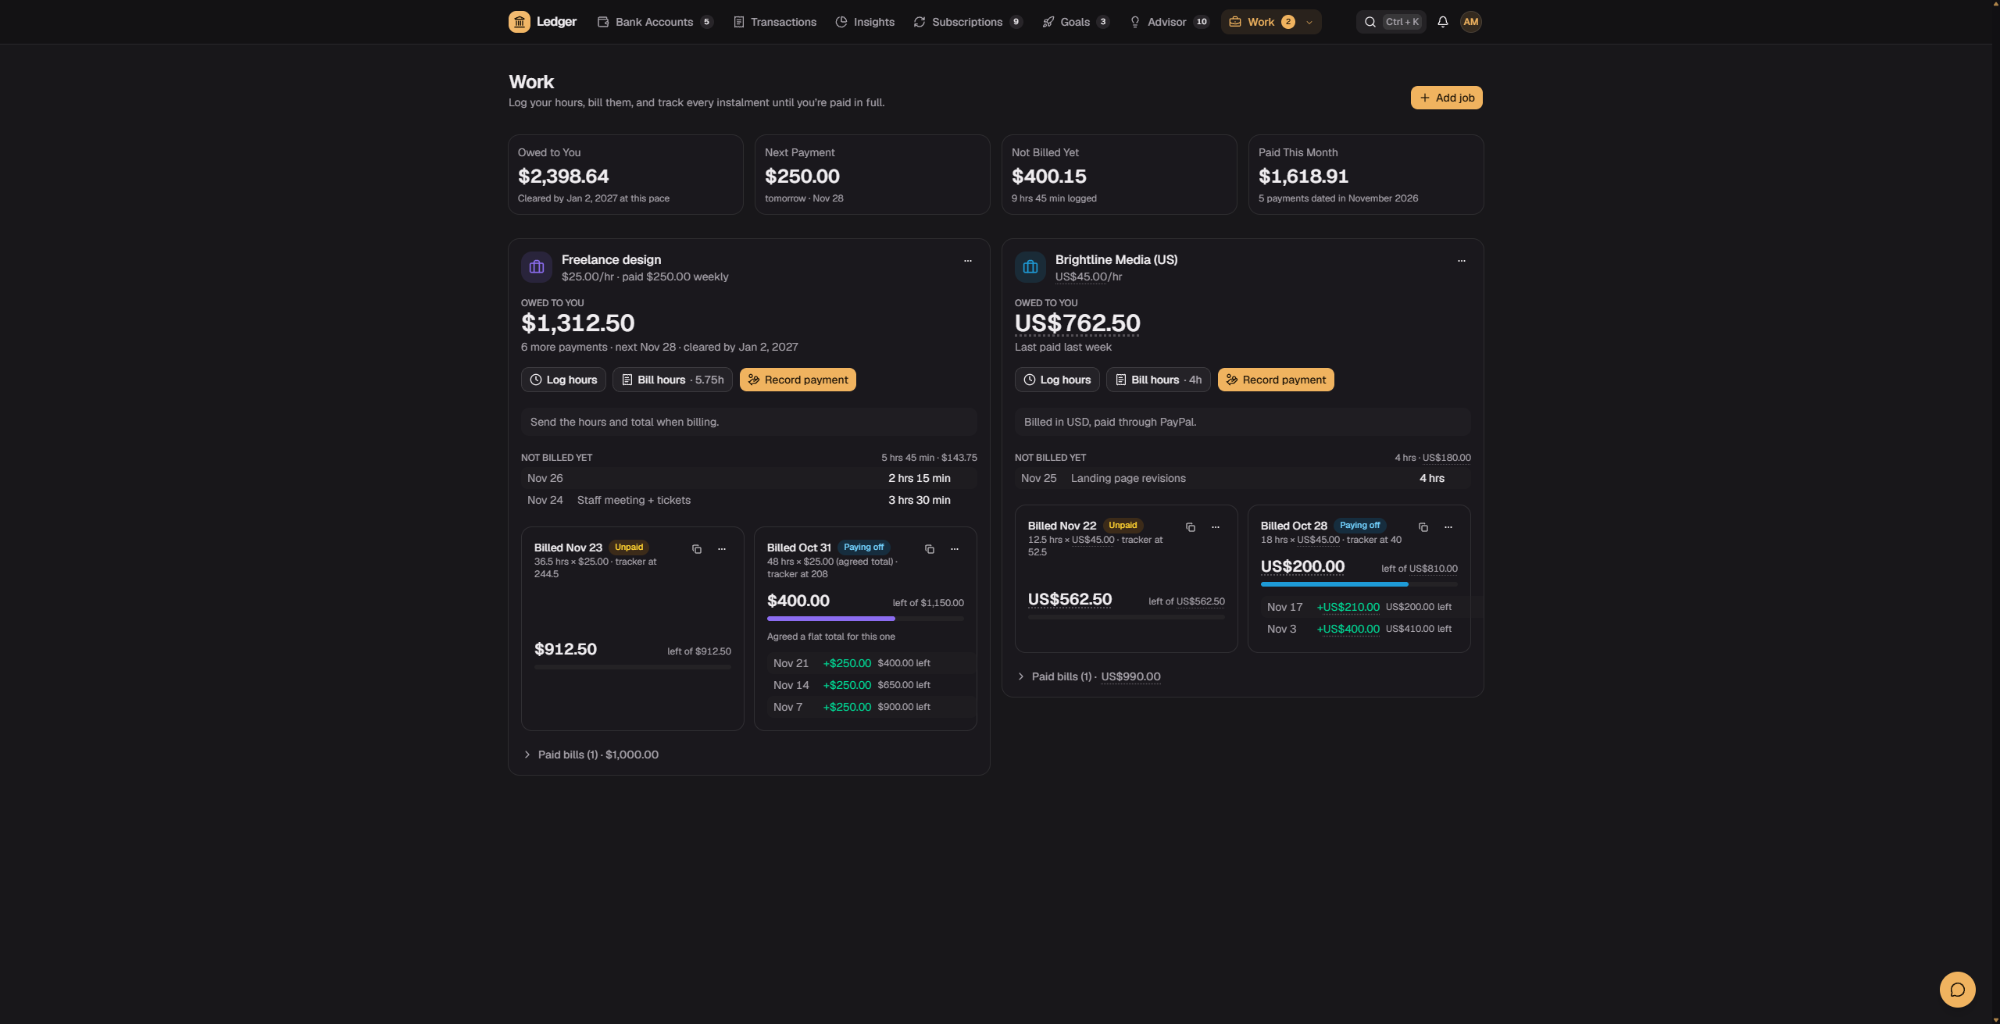 Ledger
Bank Accounts 5
Transactions
Insights
Subscriptions 9
Goals 3
Advisor 10
Work 2
Ctrl + K
AM
Work
Log your hours, bill them, and track every instalment until you're paid in full.
+ Add job
Owed to You
$2,398.64
Cleared by Jan 2, 2027 at this pace
Next Payment
$250.00
tomorrow · Nov 28
Not Billed Yet
$400.15
9 hrs 45 min logged
Paid This Month
$1,618.91
5 payments dated in November 2026
Freelance design
$25.00/hr · paid $250.00 weekly
OWED TO YOU
$1,312.50
6 more payments · next Nov 28 · cleared by Jan 2, 2027
Log hours
Bill hours · 5.75h
Record payment
Send the hours and total when billing.
NOT BILLED YET 5 hrs 45 min · $143.75
Nov 26 2 hrs 15 min
Nov 24 Staff meeting + tickets 3 hrs 30 min
Billed Nov 23 Unpaid
36.5 hrs × $25.00 · tracker at
244.5
$912.50 left of $912.50
Billed Oct 31 Paying off
48 hrs × $25.00 (agreed total) ·
tracker at 208
$400.00 left of $1,150.00
Agreed a flat total for this one
Nov 21 +$250.00 $400.00 left
Nov 14 +$250.00 $650.00 left
Nov 7 +$250.00 $900.00 left
Paid bills (1) · $1,000.00
Brightline Media (US)
US$45.00/hr
OWED TO YOU
US$762.50
Last paid last week
Log hours
Bill hours · 4h
Record payment
Billed in USD, paid through PayPal.
NOT BILLED YET 4 hrs · US$180.00
Nov 25 Landing page revisions 4 hrs
Billed Nov 22 Unpaid
12.5 hrs × US$45.00 · tracker at
52.5
US$562.50 left of US$562.50
Billed Oct 28 Paying off
18 hrs × US$45.00 · tracker at 40
US$200.00 left of US$810.00
Nov 17 +US$210.00 US$200.00 left
Nov 3 +US$400.00 US$410.00 left
Paid bills (1) · US$990.00